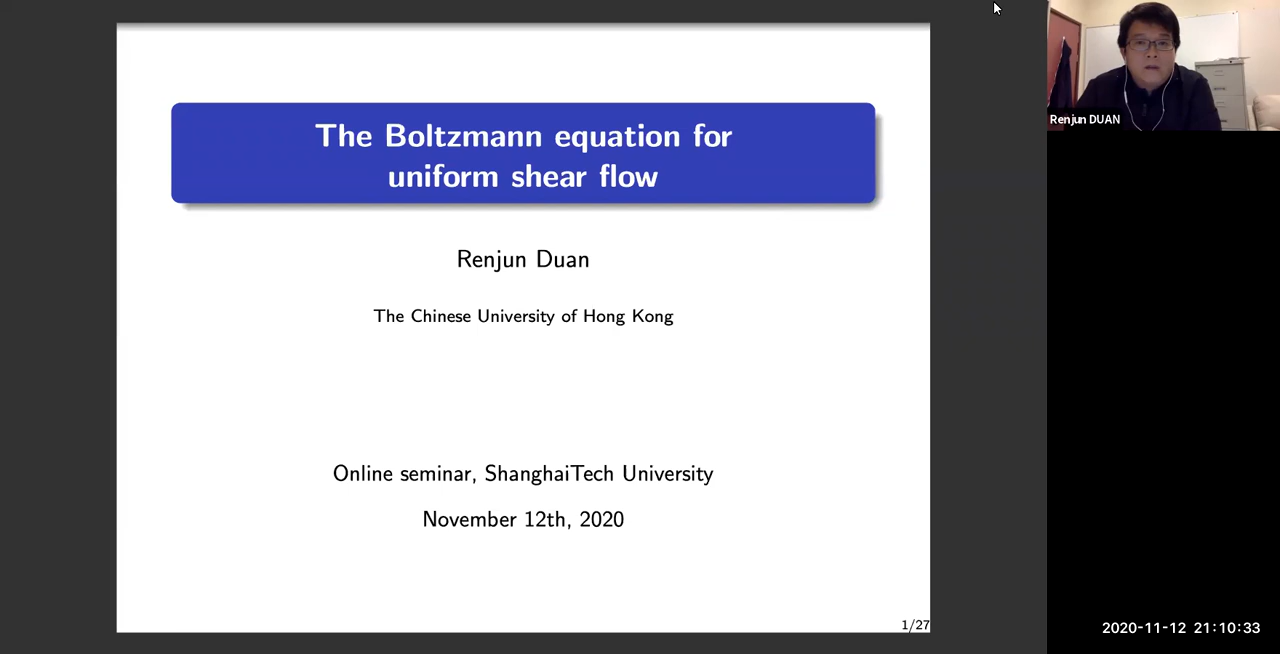 The Boltzmann equation for
uniform shear flow
Renjun Duan
The Chinese University of Hong Kong
Online seminar, ShanghaiTech University
November 12th, 2020
1/27
Renjun DUAN
2020-11-12 21:10:33